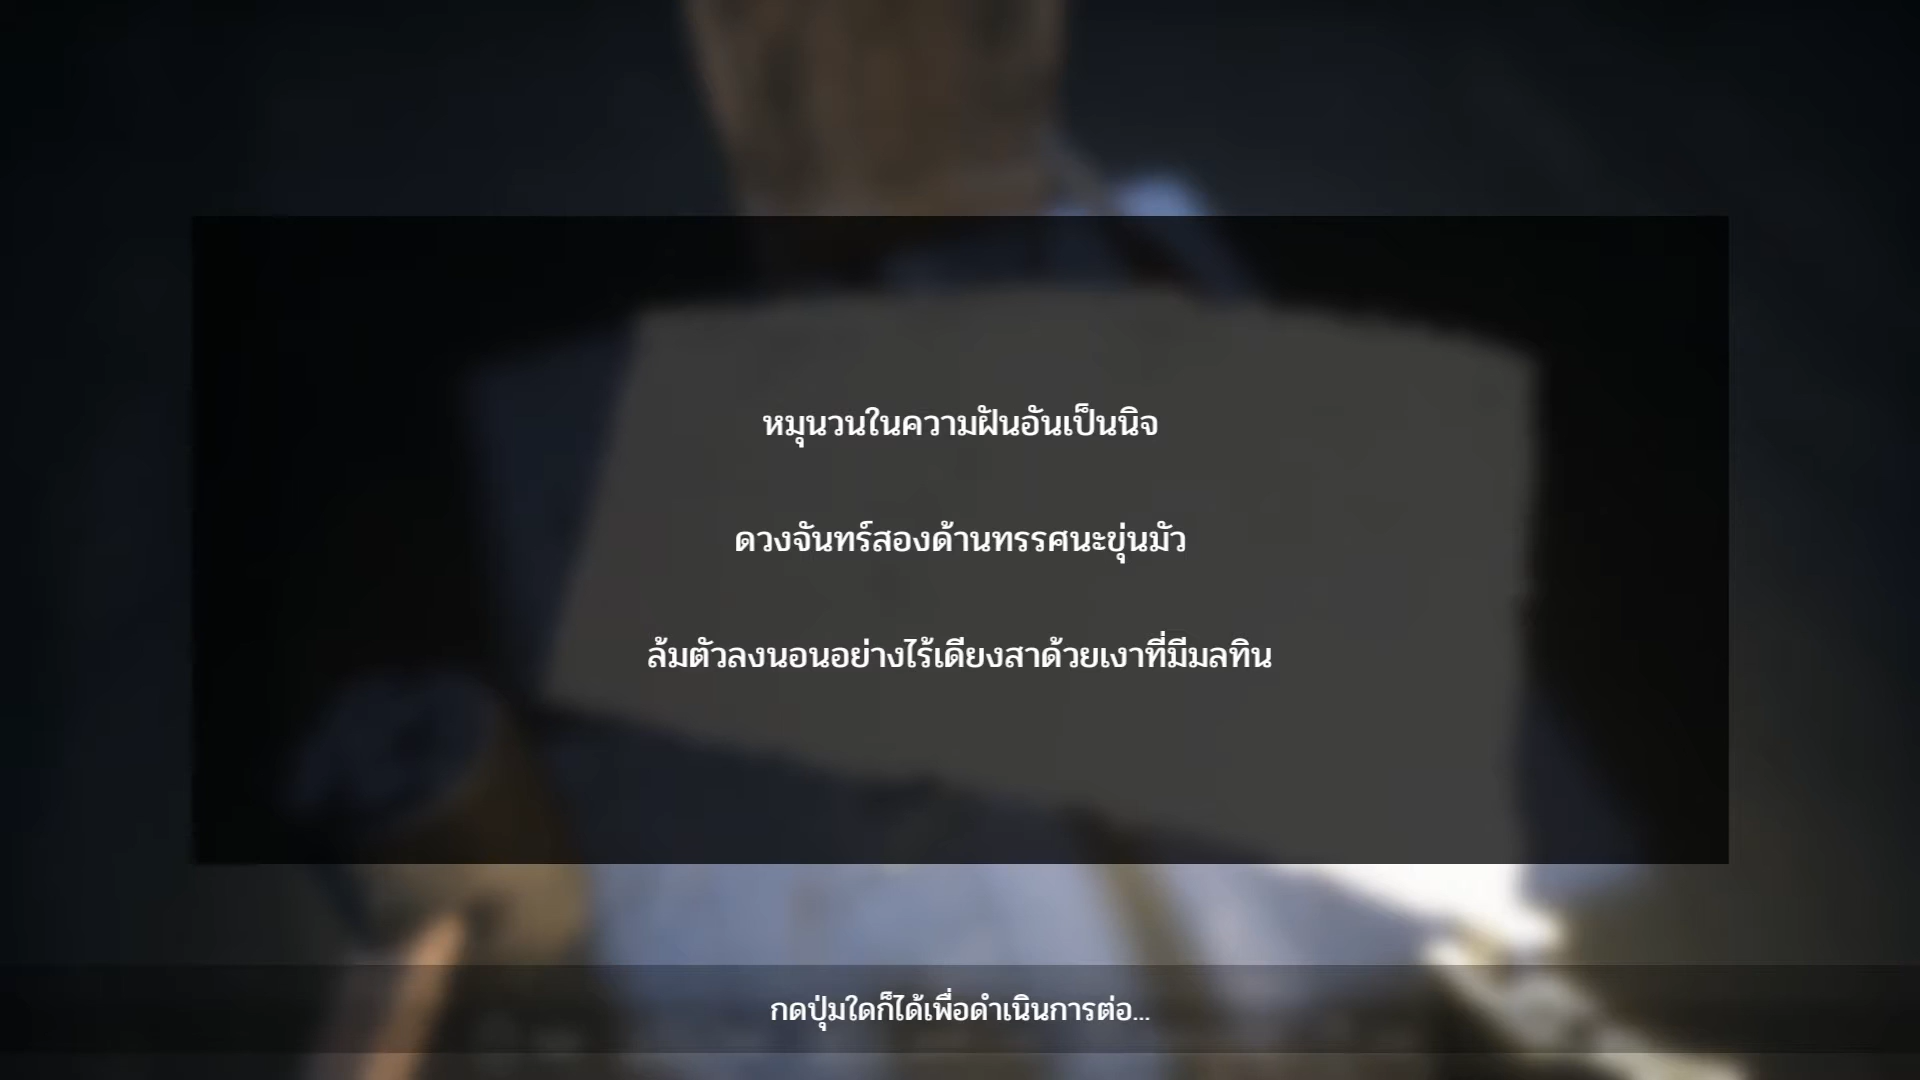 หมุนวนในความฝันอันเป็นนิจ
ดวงจันทร์สองด้านทรรศนะขุ่นมัว
ล้มตัวลงนอนอย่างไร้เดียงสาด้วยเงาที่มีมลทิน
กดปุ่มใดก็ได้เพื่อดำเนินการต่อ...